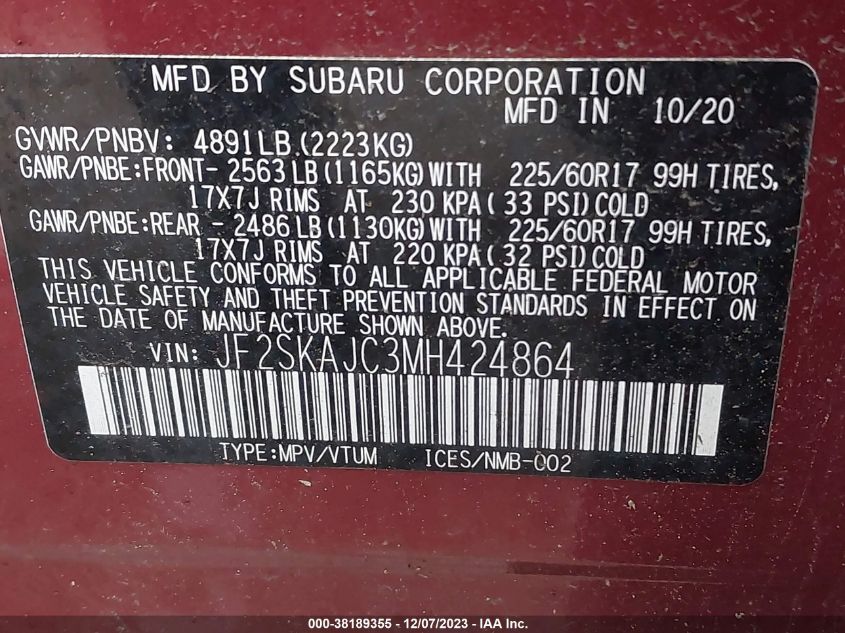 MFD BY SUBARU CORPORATION
MFD IN 10/20
GVWR/PNBV: 4891LB.(2223KG)
GAWR/PNBE:FRONT- 2563 LB(1165KG)WITH 225/60R17 99H TIRES,
17X7J RIMS AT 230 KPA( 33 PSI)COLD
GAWR/PNBE:REAR - 2486 LB(1130KG)WITH 225/60R17 99H TIRES,
17X7J RIMS AT 220 KPA( 32 PSI)COLD
THIS VEHICLE CONFORMS TO ALL APPLICABLE FEDERAL MOTOR
VEHICLE SAFETY AND THEFT PREVENTION STANDARDS IN EFFECT ON
THE DATE OF MANUFACTURE SHOWN ABOVE.
VIN: JF2SKAJC3MH424864
TYPE:MPV/VTUM ICES/NMB-002
000-38189355 - 12/07/2023 - IAA Inc.